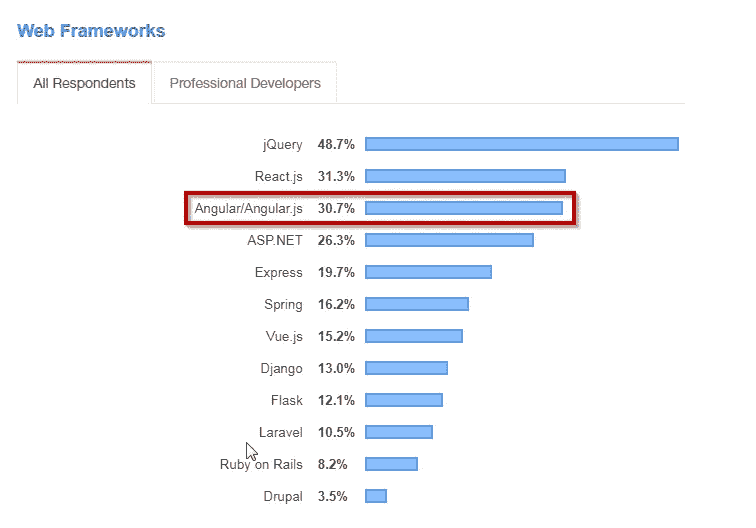 Web Frameworks
All Respondents Professional Developers
jQuery 48.7%
React.js 31.3%
Angular/Angular.js 30.7%
ASP.NET 26.3%
Express 19.7%
Spring 16.2%
Vue.js 15.2%
Django 13.0%
Flask 12.1%
Laravel 10.5%
Ruby on Rails 8.2%
Drupal 3.5%